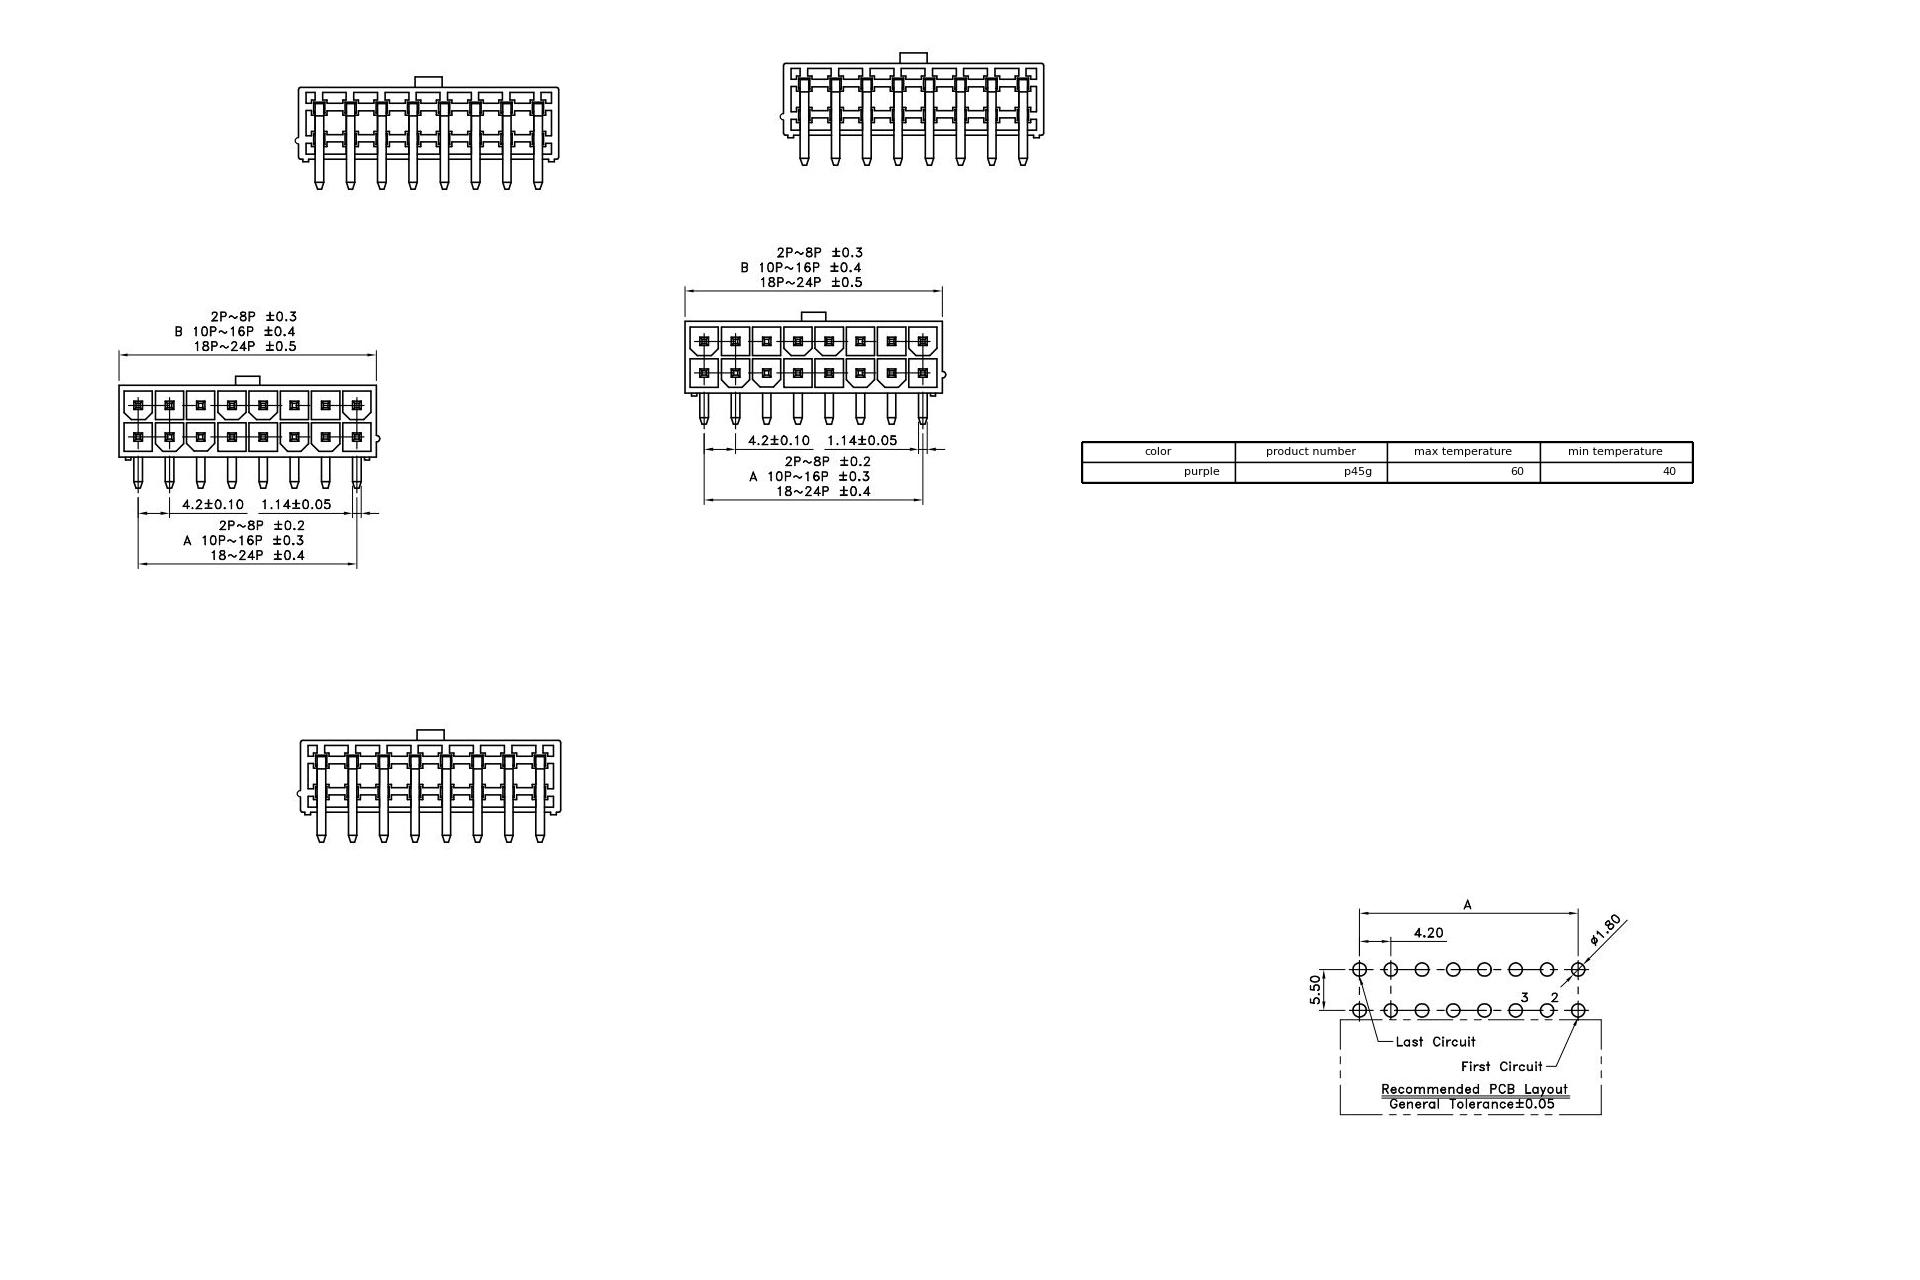 2P~8P ±0.3
B 10P~16P ±0.4
18P~24P ±0.5
4.2±0.10 1.14±0.05
2P~8P ±0.2
A 10P~16P ±0.3
18~24P ±0.4
2P~8P ±0.3
B 10P~16P ±0.4
18P~24P ±0.5
4.2±0.10 1.14±0.05
2P~8P ±0.2
A 10P~16P ±0.3
18~24P ±0.4
color product number max temperature min temperature
purple p45g 60 40
A
4.20
ø1.80
5.50
3 2
Last Circuit
First Circuit
Recommended PCB Layout
General Tolerance±0.05